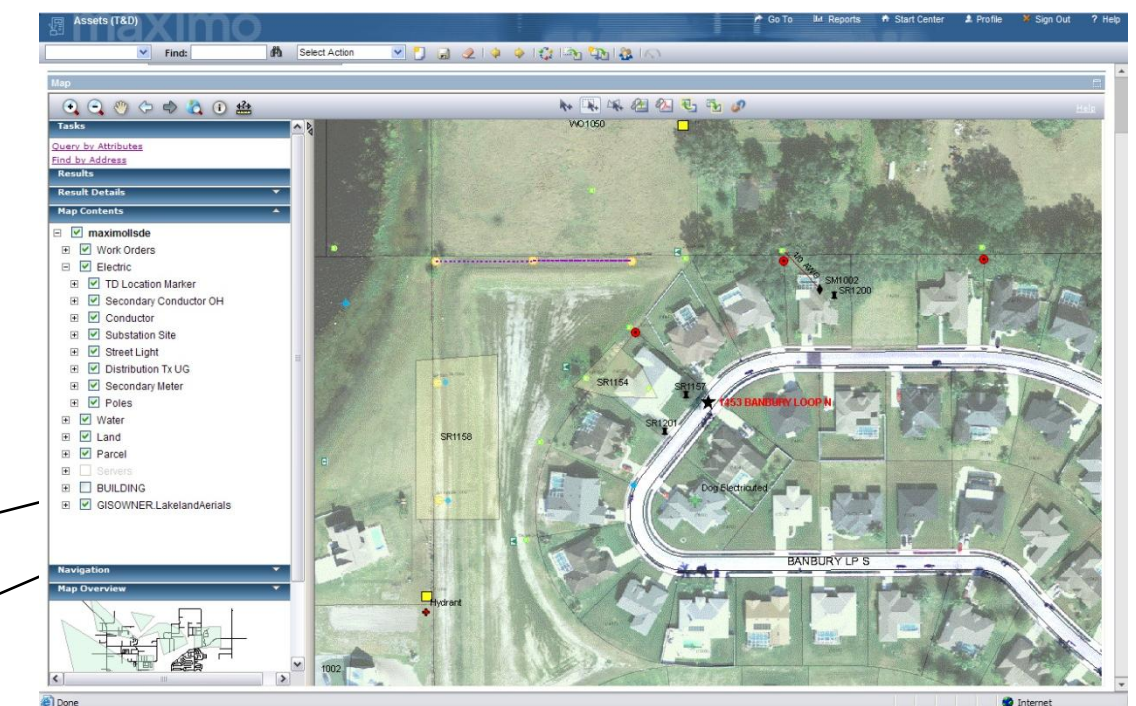 Assets (T&D)
maximo
Go To
Reports
Start Center
Profile
Sign Out
? Help
Find:
Select Action
Map
Help
Tasks
Query by Attributes
Find by Address
Results
Result Details
Map Contents
maximollsde
Work Orders
Electric
TD Location Marker
Secondary Conductor OH
Conductor
Substation Site
Street Light
Distribution Tx UG
Secondary Meter
Poles
Water
Land
Parcel
Servers
BUILDING
GISOWNER.LakelandAerials
Navigation
Map Overview
WO1050
SM1002
SR1200
SR1154
SR1157
1453 BANBURY LOOP N
SR1201
SR1158
Dog Electricuted
BANBURY LP S
Hydrant
1002
Done
Internet